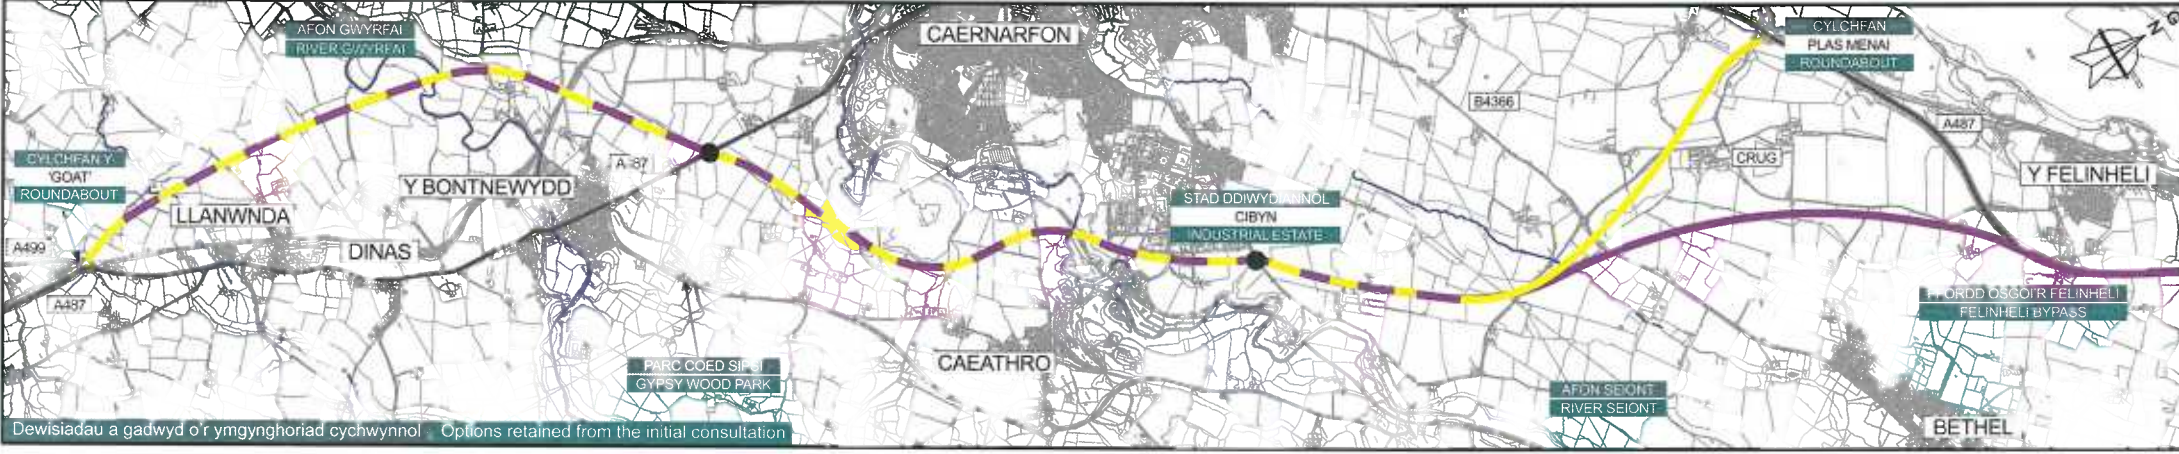 AFON GWYRFAI
RIVER GWYRFAI
CAERNARFON
CYLCHFAN
PLAS MENAI
ROUNDABOUT
B4366
A487
CRUG
CYLCHFAN Y
'GOAT'
ROUNDABOUT
Y BONTNEWYDD
Y FELINHELI
STAD DDIWYDIANNOL
CIBYN
INDUSTRIAL ESTATE
LLANWNDA
A499
DINAS
A487
FFORDD OSGOI'R FELINHELI
FELINHELI BYPASS
CAEATHRO
PARC COED SIPSI
GYPSY WOOD PARK
AFON SEIONT
RIVER SEIONT
BETHEL
Dewisiadau a gadwyd o'r ymgynghoriad cychwynnol
Options retained from the initial consultation